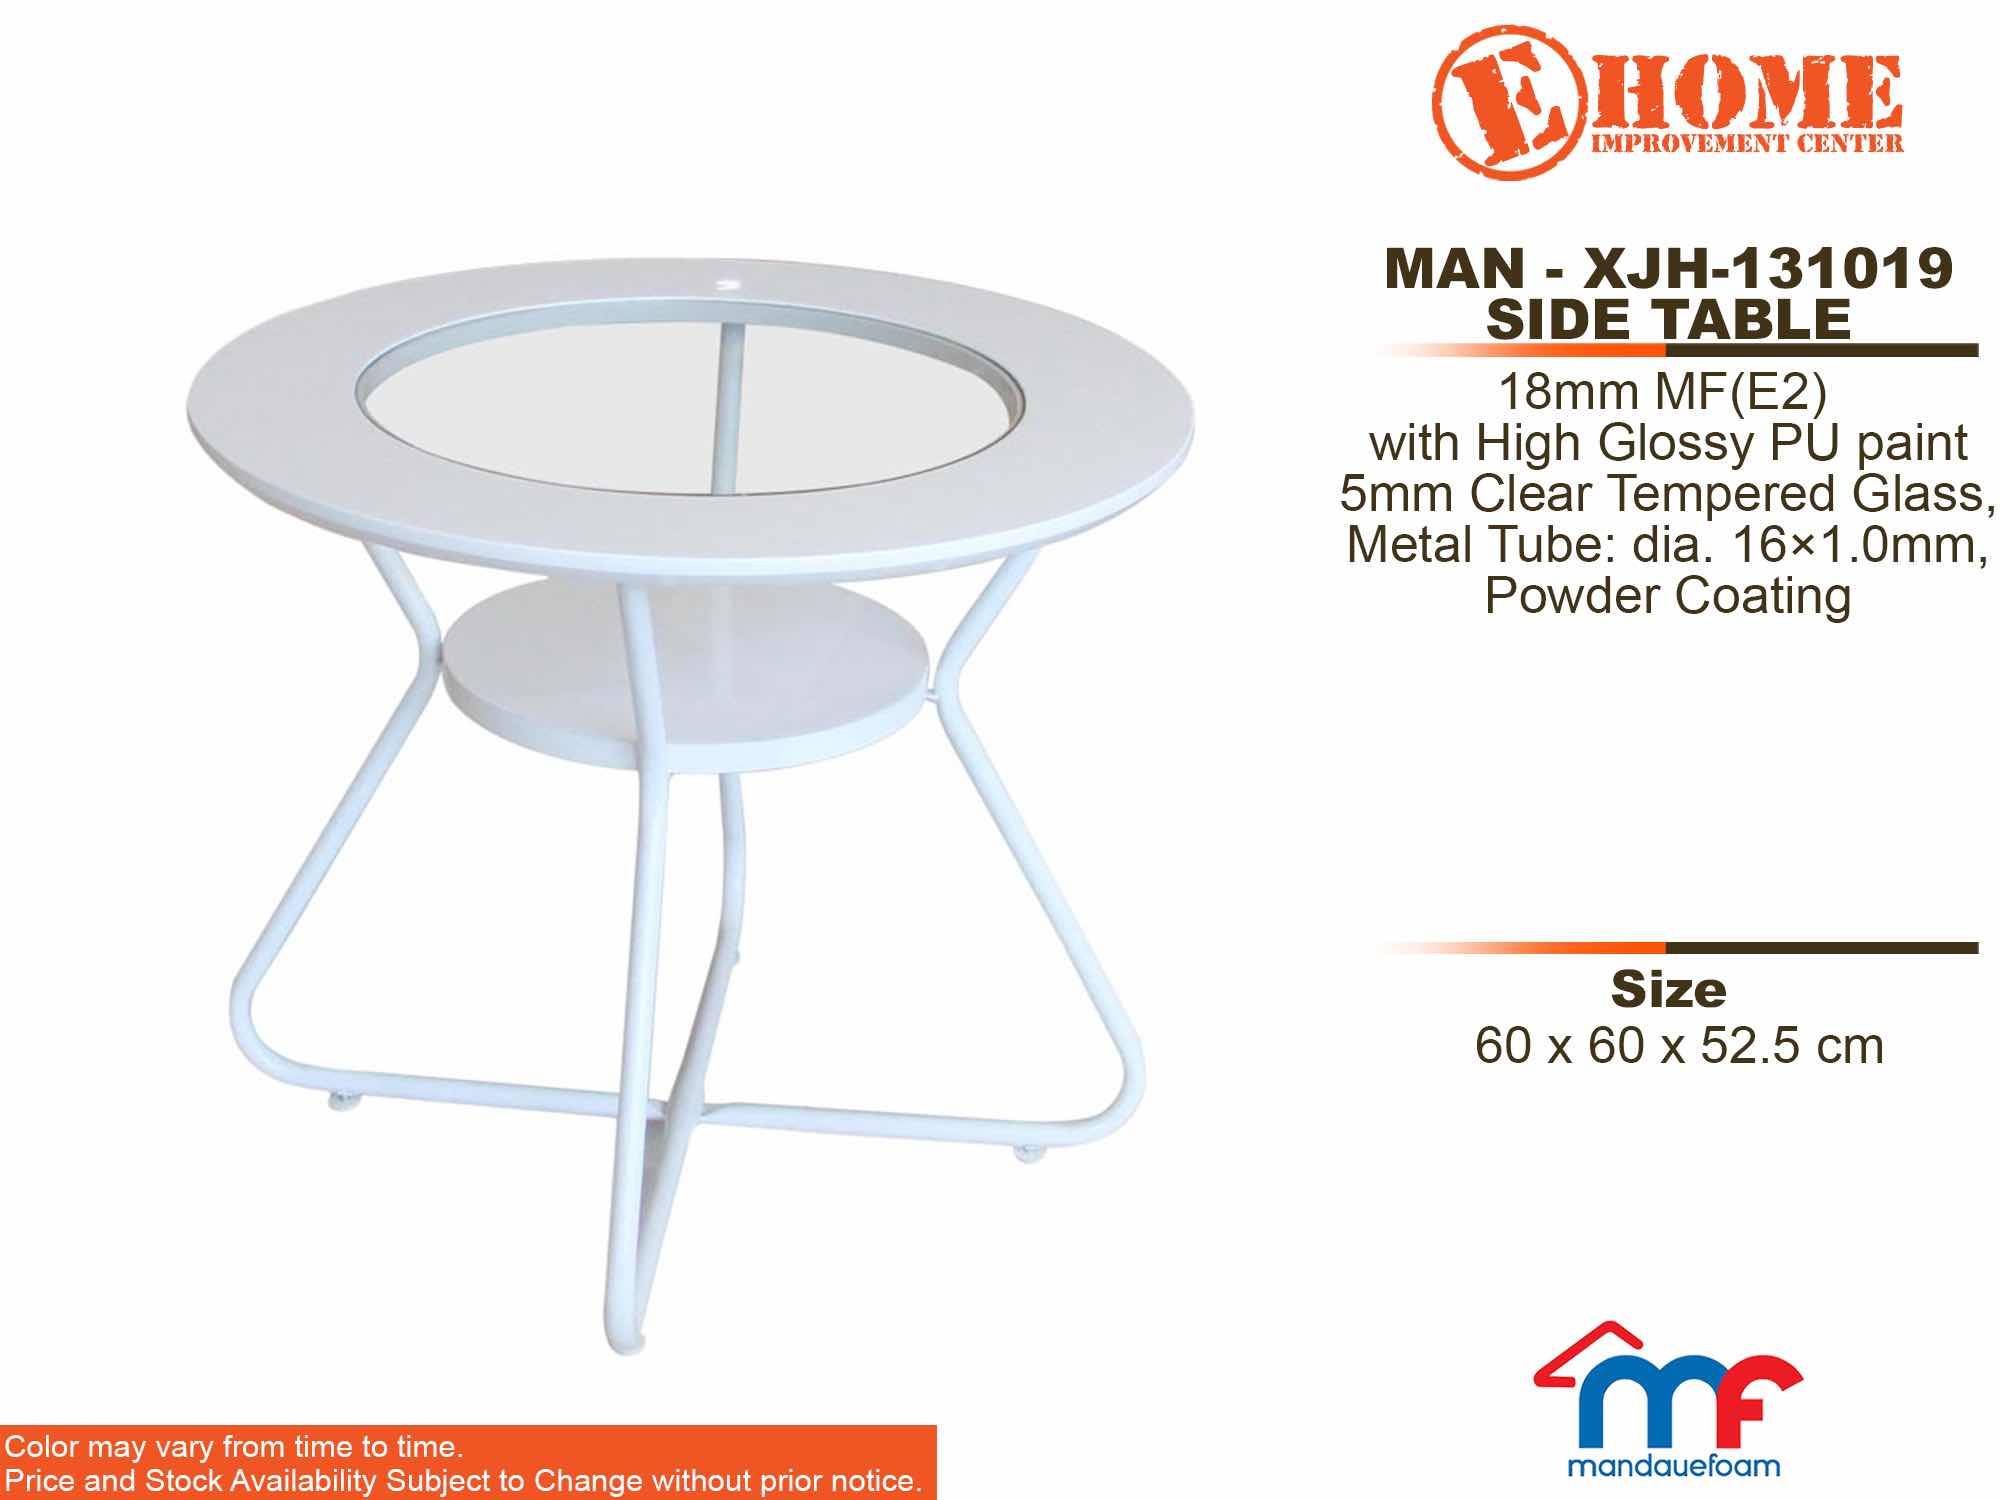 E HOME
IMPROVEMENT CENTER
MAN - XJH-131019
SIDE TABLE
18mm MF(E2)
with High Glossy PU paint
5mm Clear Tempered Glass,
Metal Tube: dia. 16×1.0mm,
Powder Coating
Size
60 x 60 x 52.5 cm
mf
mandauefoam
Color may vary from time to time.
Price and Stock Availability Subject to Change without prior notice.